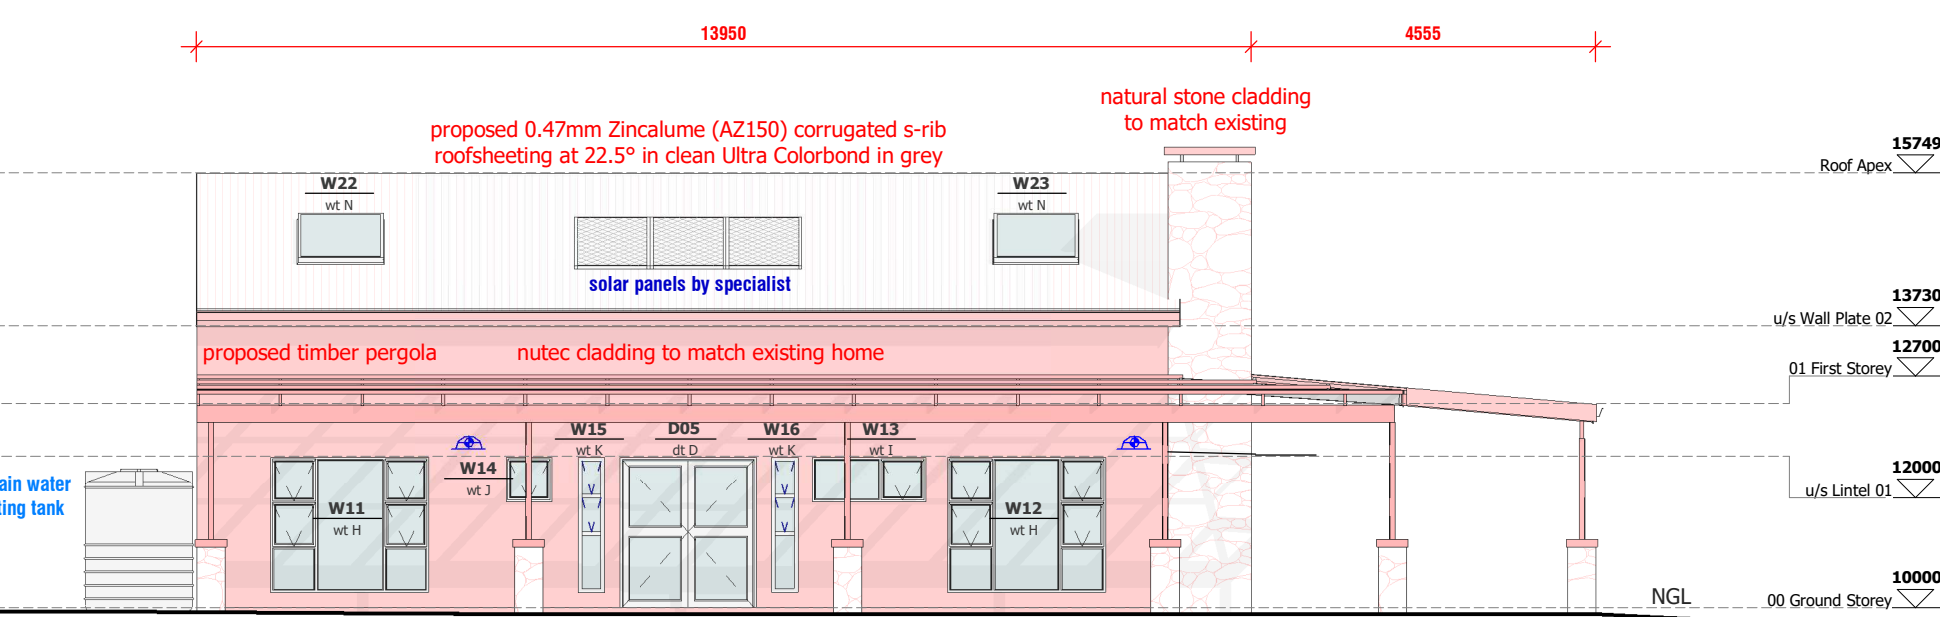 13950
4555
natural stone cladding
to match existing
proposed 0.47mm Zincalume (AZ150) corrugated s-rib
roofsheeting at 22.5° in clean Ultra Colorbond in grey
15749
Roof Apex
W22
wt N
W23
wt N
solar panels by specialist
13730
u/s Wall Plate 02
proposed timber pergola
nutec cladding to match existing home
12700
01 First Storey
W15
wt K
D05
dt D
W16
wt K
W13
wt I
W14
wt J
12000
u/s Lintel 01
ain water
ting tank
W11
wt H
W12
wt H
10000
00 Ground Storey
NGL